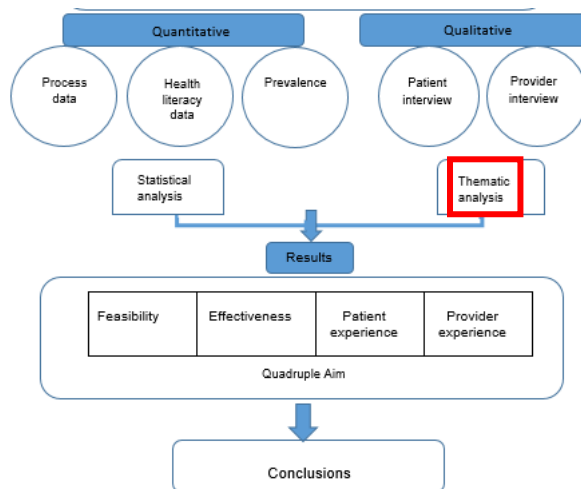 Quantitative
Qualitative
Process
data
Health
literacy
data
Prevalence
Patient
interview
Provider
interview
Statistical
analysis
Thematic
analysis
Results
Feasibility
Effectiveness
Patient
experience
Provider
experience
Quadruple Aim
Conclusions